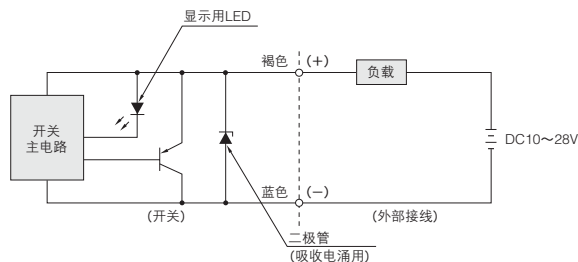 显示用LED
褐色 (+)
负载
开关
主电路
DC10～28V
蓝色 (−)
(开关)
(外部接线)
二极管
(吸收电涌用)